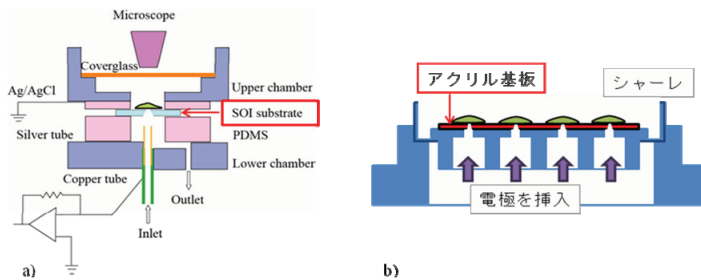 Microscope
Coverglass
Ag/AgCl
Upper chamber
SOI substrate
Silver tube
PDMS
Lower chamber
Copper tube
Outlet
Inlet
a)
アクリル基板
シャーレ
電極を挿入
b)